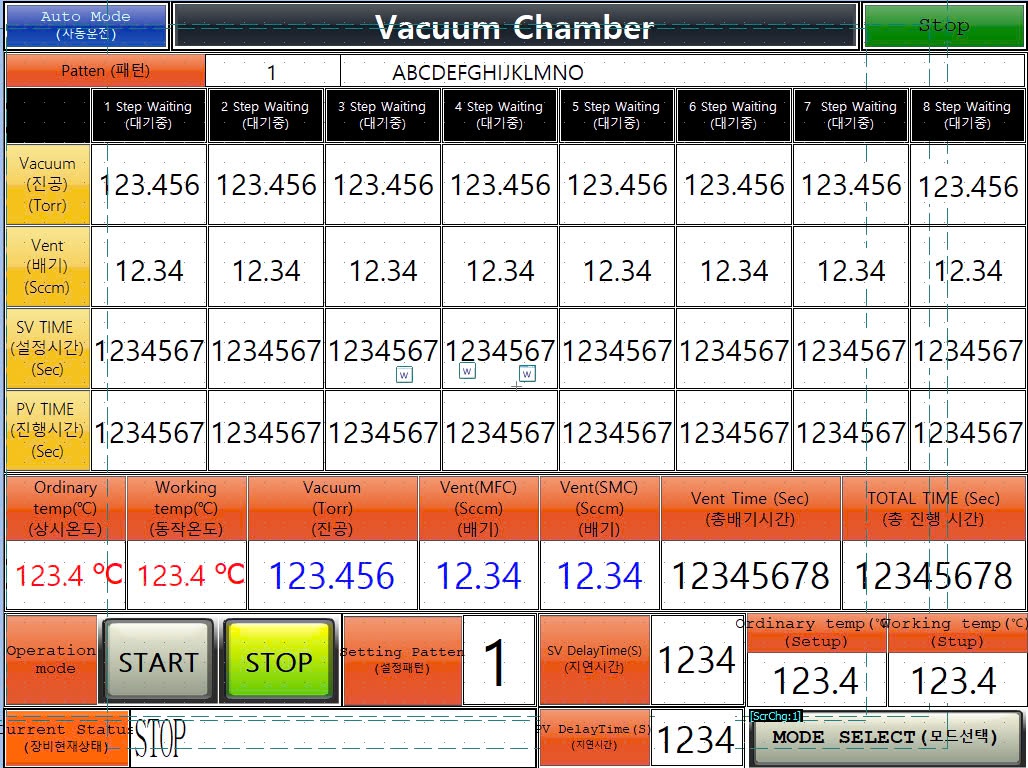 Auto Mode
(사동운전)
Vacuum Chamber
Stop
Patten (패턴)
1
ABCDEFGHIJKLMNO
1 Step Waiting
(대기중)
2 Step Waiting
(대기중)
3 Step Waiting
(대기중)
4 Step Waiting
(대기중)
5 Step Waiting
(대기중)
6 Step Waiting
(대기중)
7 Step Waiting
(대기중)
8 Step Waiting
(대기중)
Vacuum
(진공)
(Torr)
123.456 123.456 123.456 123.456 123.456 123.456 123.456 123.456
Vent
(배기)
(Sccm)
12.34 12.34 12.34 12.34 12.34 12.34 12.34 12.34
SV TIME
(설정시간)
(Sec)
1234567 1234567 1234567 1234567 1234567 1234567 1234567 1234567
W W W
PV TIME
(진행시간)
(Sec)
1234567 1234567 1234567 1234567 1234567 1234567 1234567 1234567
Ordinary
temp(℃)
(상시온도)
Working
temp(℃)
(동작온도)
Vacuum
(Torr)
(진공)
Vent(MFC)
(Sccm)
(배기)
Vent(SMC)
(Sccm)
(배기)
Vent Time (Sec)
(총배기시간)
TOTAL TIME (Sec)
(총 진행 시간)
123.4 ℃ 123.4 ℃ 123.456 12.34 12.34 12345678 12345678
Operation
mode
START
STOP
Setting Patten
(설정패턴)
1
SV DelayTime(S)
(지연시간)
1234
Ordinary temp(℃)
(Setup)
123.4
Working temp(℃)
(Stup)
123.4
urrent Status
(장비현재상태)
STOP
PV DelayTime(S)
(지연시간)
1234
[ScrChg:1]
MODE SELECT(모드선택)